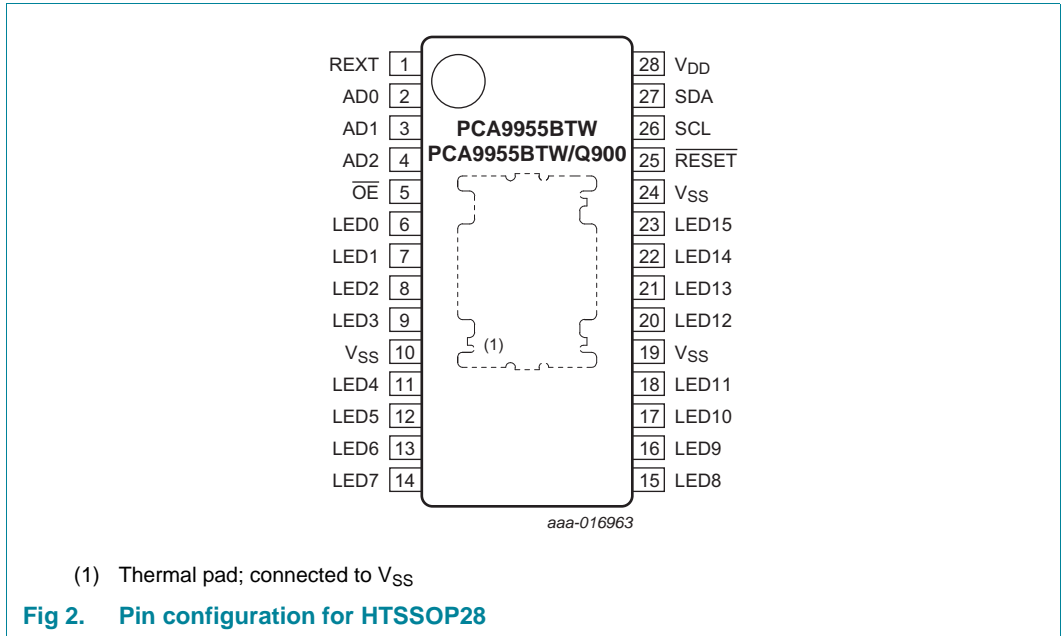 REXT 1 28 VDD
AD0 2 27 SDA
AD1 3 PCA9955BTW 26 SCL
AD2 4 PCA9955BTW/Q900 25 RESET
OE 5 24 VSS
LED0 6 23 LED15
LED1 7 22 LED14
LED2 8 21 LED13
LED3 9 20 LED12
VSS 10 (1) 19 VSS
LED4 11 18 LED11
LED5 12 17 LED10
LED6 13 16 LED9
LED7 14 15 LED8
aaa-016963
(1) Thermal pad; connected to VSS
Fig 2. Pin configuration for HTSSOP28